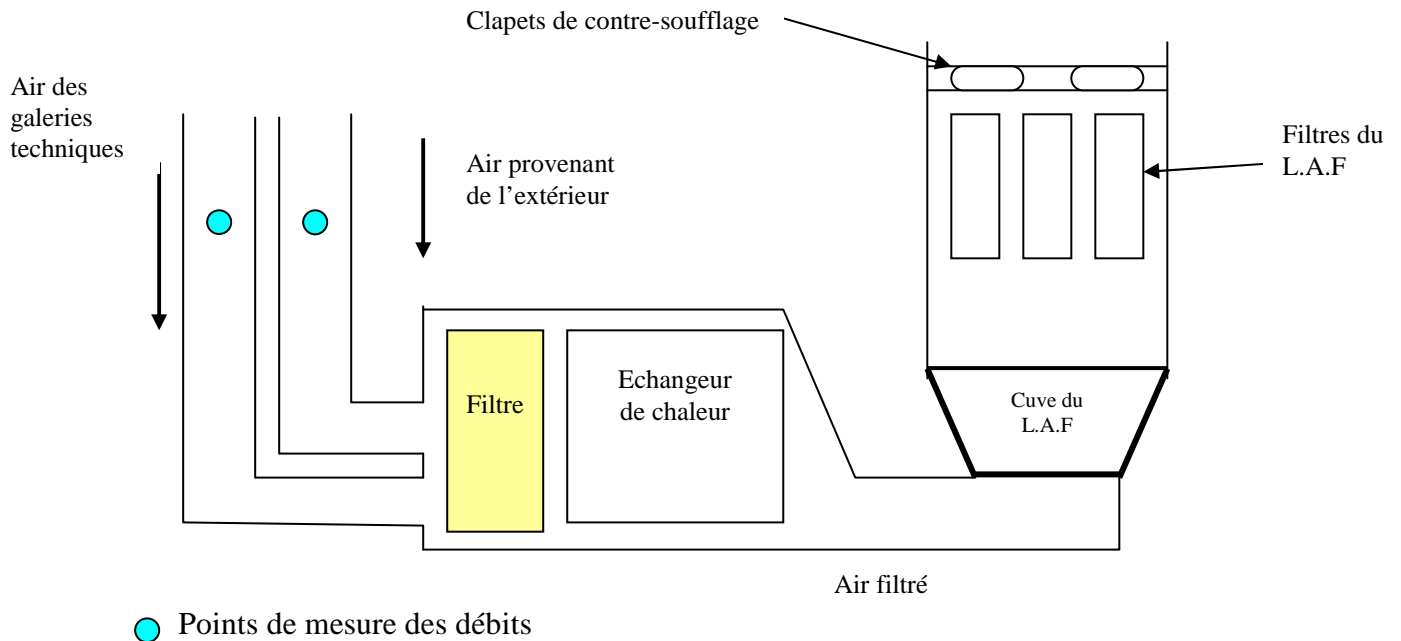 Clapets de contre-soufflage
Air des
galeries
techniques
Air provenant
de l’extérieur
Filtres du
L.A.F
Filtre
Echangeur
de chaleur
Cuve du
L.A.F
Air filtré
Points de mesure des débits